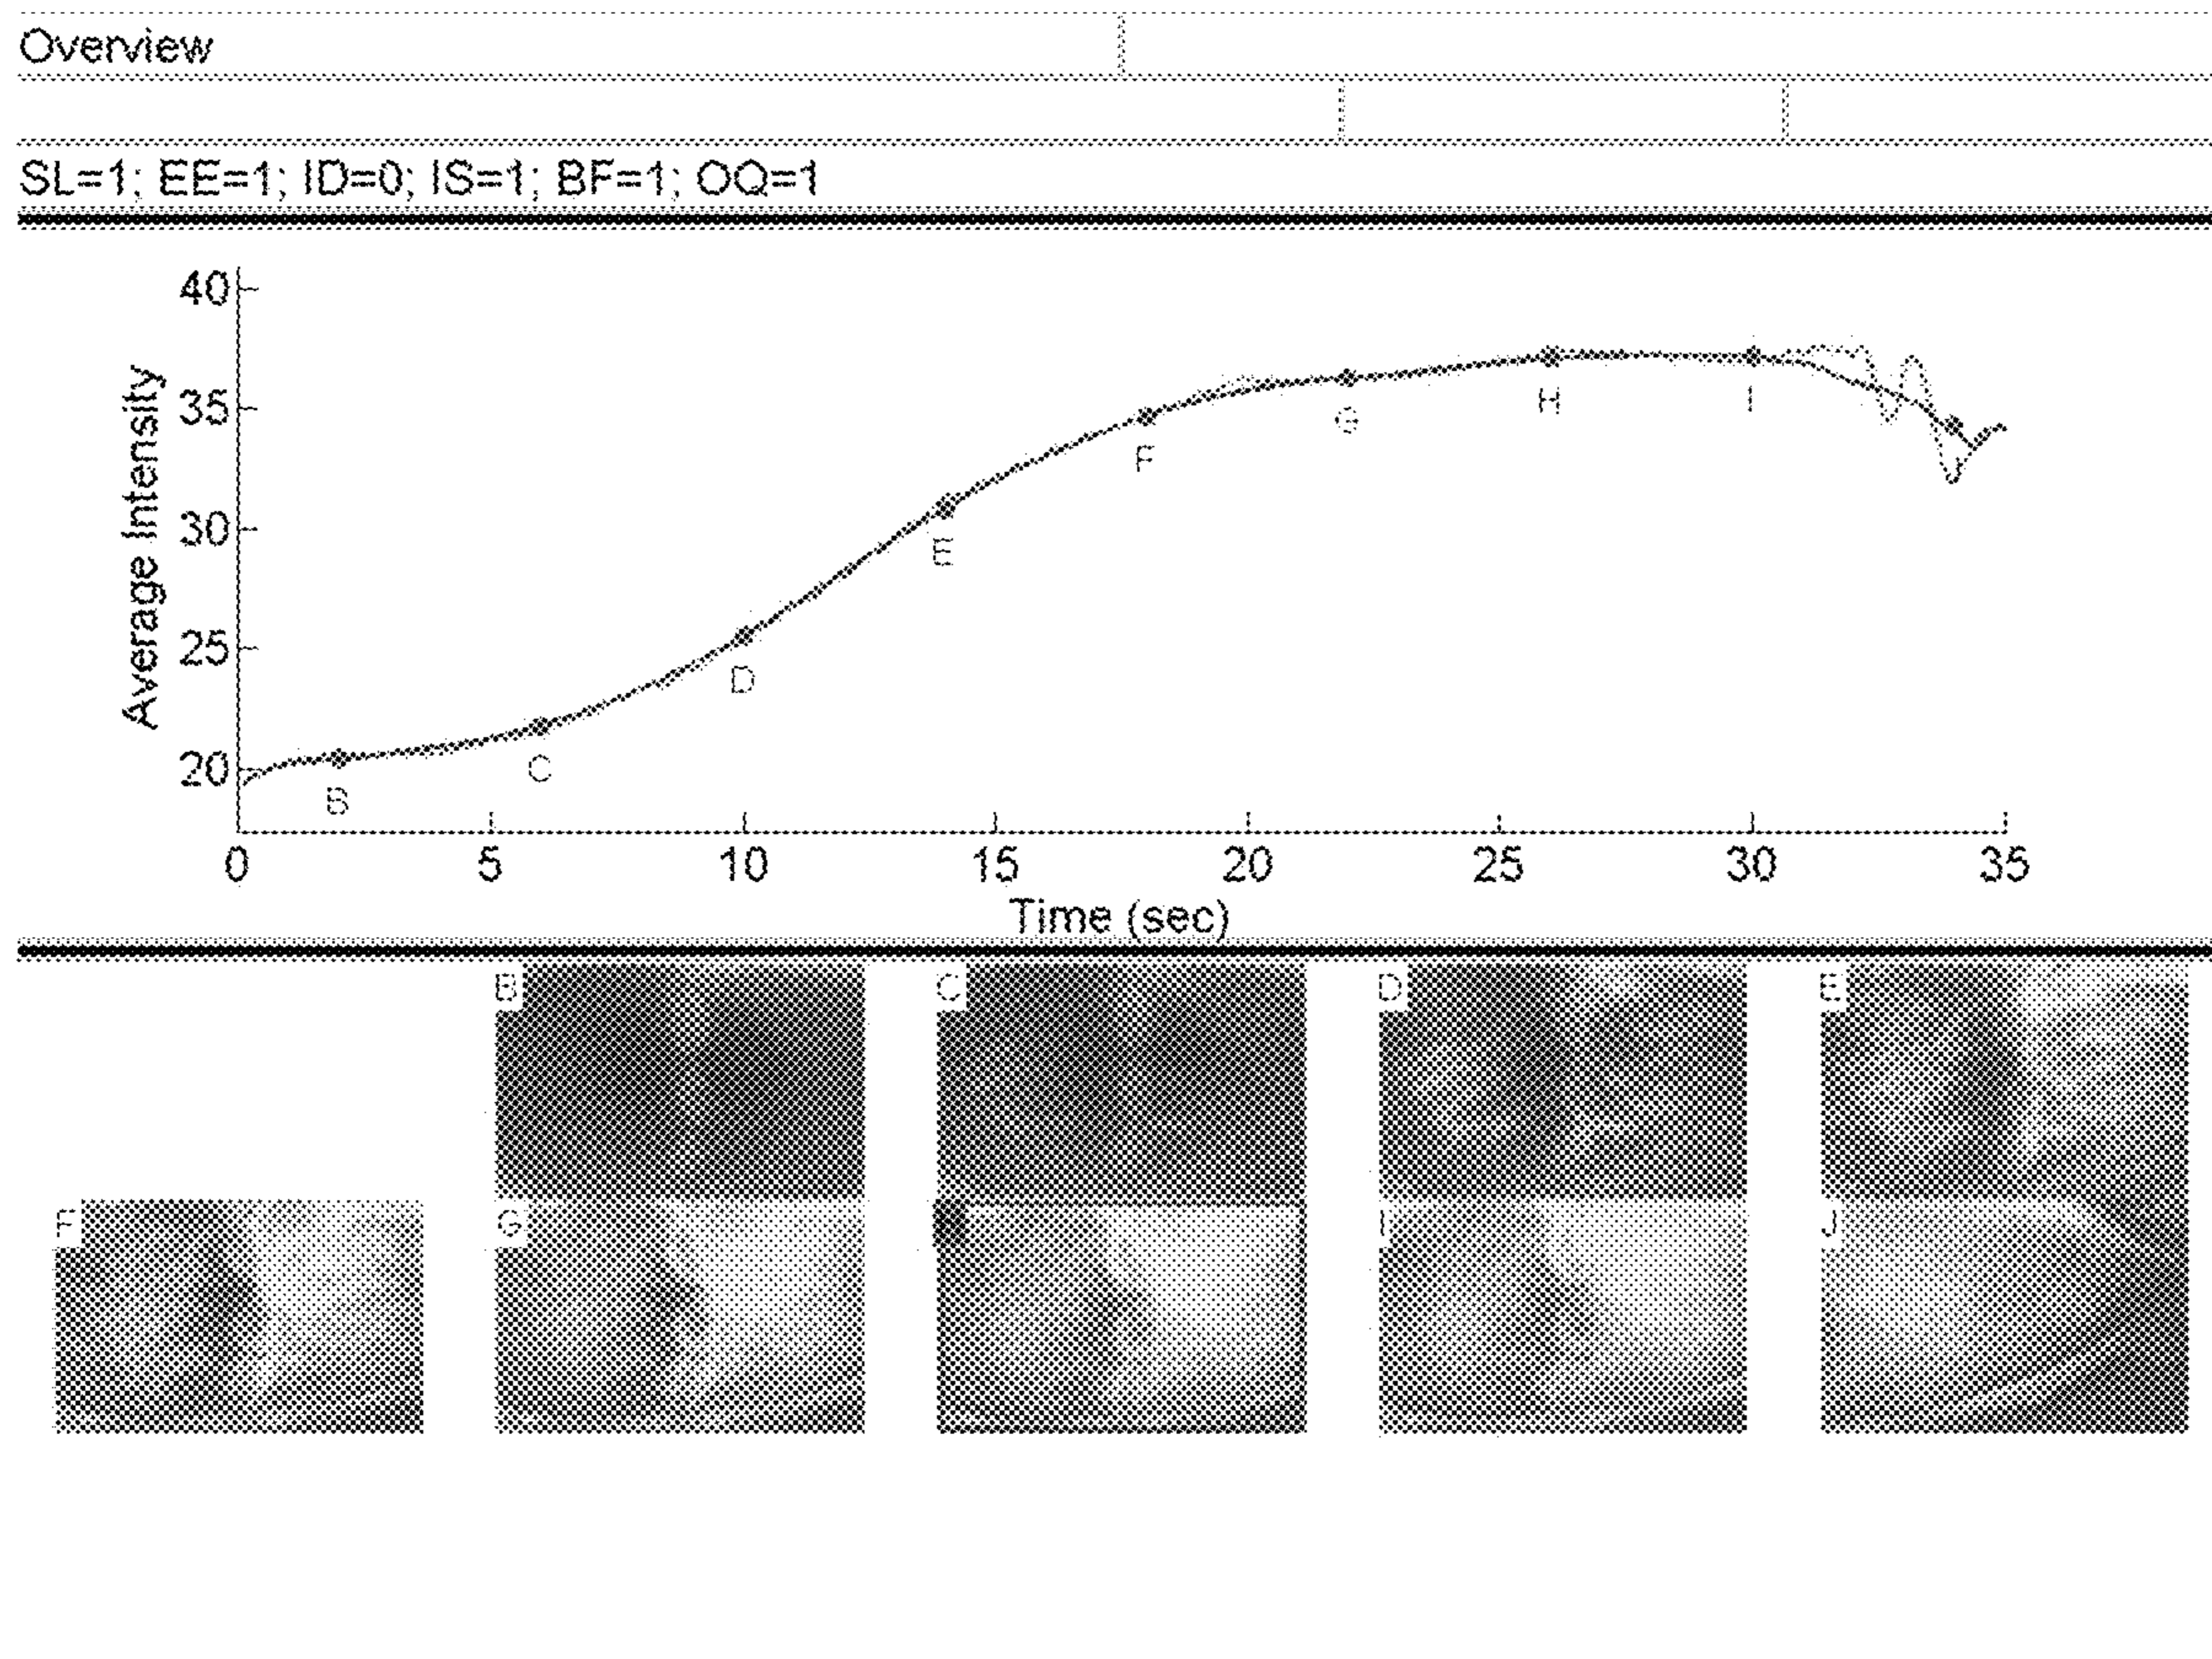 Overview
SL=1; EE=1; ID=0; IS=1; BF=1; OQ=1
40
35
30
25
20
Average Intensity
B
C
D
E
F
G
H
I
J
0 5 10 15 20 25 30 35
Time (sec)
B C D E
F G H I J